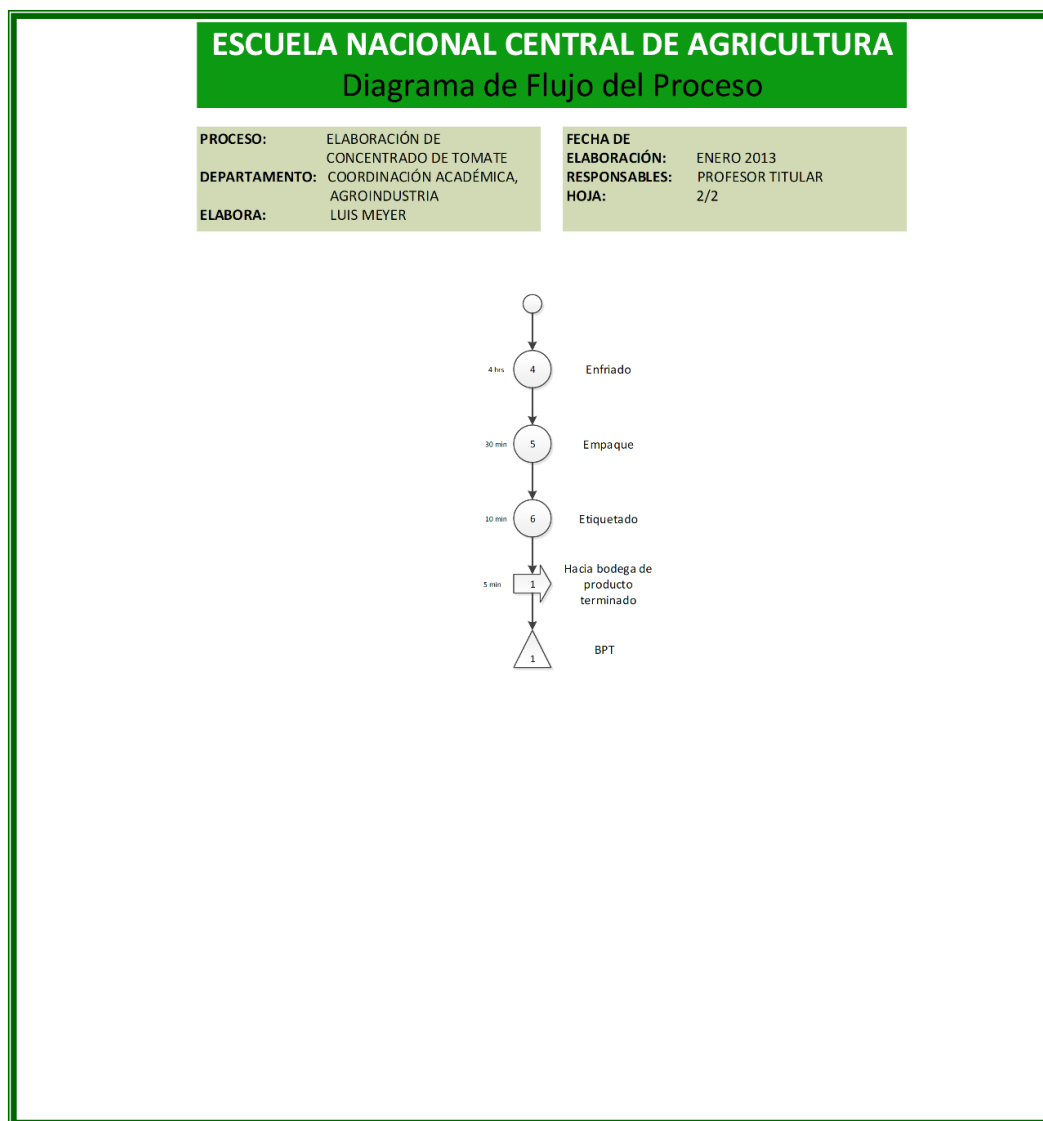 ESCUELA NACIONAL CENTRAL DE AGRICULTURA
Diagrama de Flujo del Proceso
PROCESO: ELABORACIÓN DE
CONCENTRADO DE TOMATE
DEPARTAMENTO: COORDINACIÓN ACADÉMICA,
AGROINDUSTRIA
ELABORA: LUIS MEYER
FECHA DE
ELABORACIÓN: ENERO 2013
RESPONSABLES: PROFESOR TITULAR
HOJA: 2/2
4 hrs 4 Enfriado
30 min 5 Empaque
10 min 6 Etiquetado
5 min 1 Hacia bodega de
producto
terminado
1 BPT